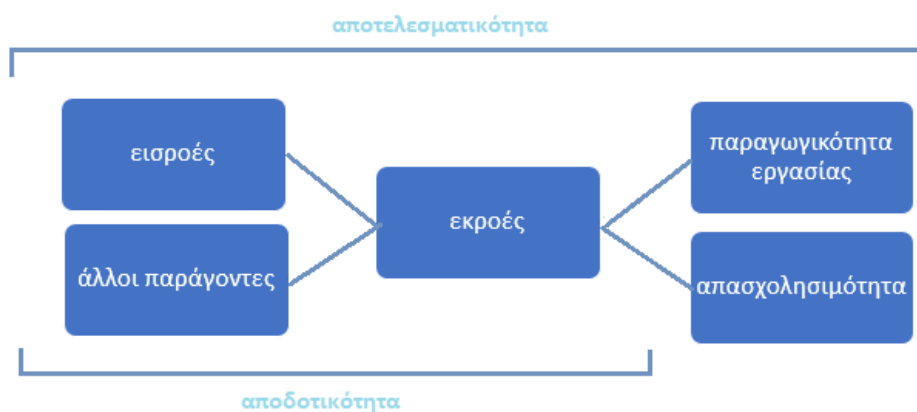 αποτελεσματικότητα
εισροές
άλλοι παράγοντες
εκροές
παραγωγικότητα
εργασίας
απασχολησιμότητα
αποδοτικότητα